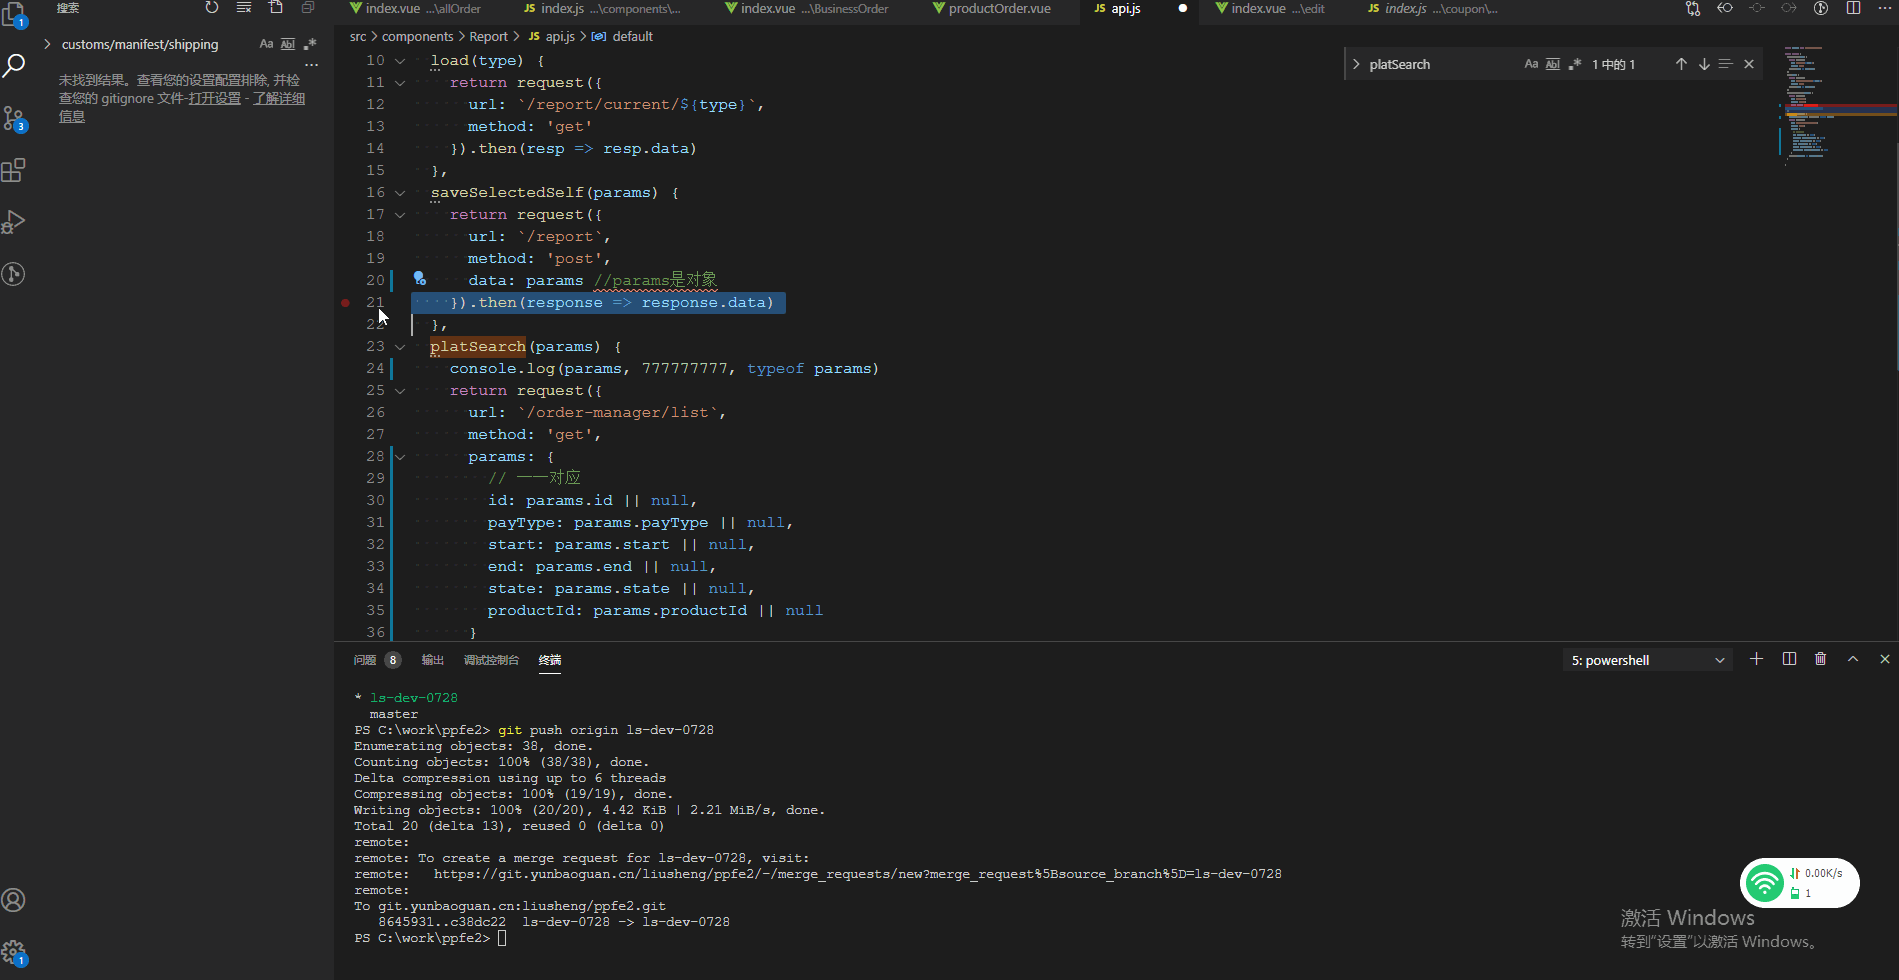 搜索
index.vue ...\allOrder
index.js ...\components\...
index.vue ...\BusinessOrder
productOrder.vue
JS api.js
index.vue ...\edit
JS index.js ...\coupon\...
customs/manifest/shipping
Aa Abl .*
未找到结果。查看您的设置配置排除, 并检
查您的 gitignore 文件-打开设置 - 了解详细
信息
src > components > Report > JS api.js > default
platSearch
Aa Abl .* 1 中的 1
10 load(type) {
11 return request({
12 url: `/report/current/${type}`,
13 method: 'get'
14 }).then(resp => resp.data)
15 },
16 saveSelectedSelf(params) {
17 return request({
18 url: `/report`,
19 method: 'post',
20 data: params //params是对象
21 }).then(response => response.data)
22 },
23 platSearch(params) {
24 console.log(params, 777777777, typeof params)
25 return request({
26 url: `/order-manager/list`,
27 method: 'get',
28 params: {
29 // 一一对应
30 id: params.id || null,
31 payType: params.payType || null,
32 start: params.start || null,
33 end: params.end || null,
34 state: params.state || null,
35 productId: params.productId || null
36 }
问题 8 输出 调试控制台 终端
5: powershell
* ls-dev-0728
master
PS C:\work\ppfe2> git push origin ls-dev-0728
Enumerating objects: 38, done.
Counting objects: 100% (38/38), done.
Delta compression using up to 6 threads
Compressing objects: 100% (19/19), done.
Writing objects: 100% (20/20), 4.42 KiB | 2.21 MiB/s, done.
Total 20 (delta 13), reused 0 (delta 0)
remote:
remote: To create a merge request for ls-dev-0728, visit:
remote: https://git.yunbaoguan.cn/liusheng/ppfe2/-/merge_requests/new?merge_request%5Bsource_branch%5D=ls-dev-0728
remote:
To git.yunbaoguan.cn:liusheng/ppfe2.git
8645931..c38dc22 ls-dev-0728 -> ls-dev-0728
PS C:\work\ppfe2>
1
3
1
0.00K/s
1
激活 Windows
转到"设置"以激活 Windows。